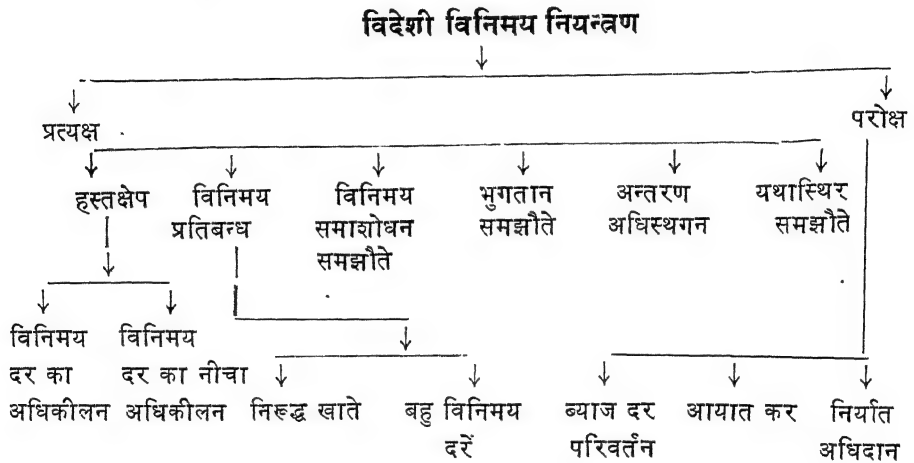 विदेशी विनिमय नियन्त्रण
प्रत्यक्ष
परोक्ष
हस्तक्षेप
विनिमय
प्रतिबन्ध
विनिमय
समाशोधन
समझौते
भुगतान
समझौते
अन्तरण
अधिस्थगन
यथास्थिर
समझौते
विनिमय
दर का
अधिकीलन
विनिमय
दर का नीचा
अधिकीलन
निरूद्ध खाते
बहु विनिमय
दरें
ब्याज दर
परिवर्तन
आयात कर
निर्यात
अधिदान